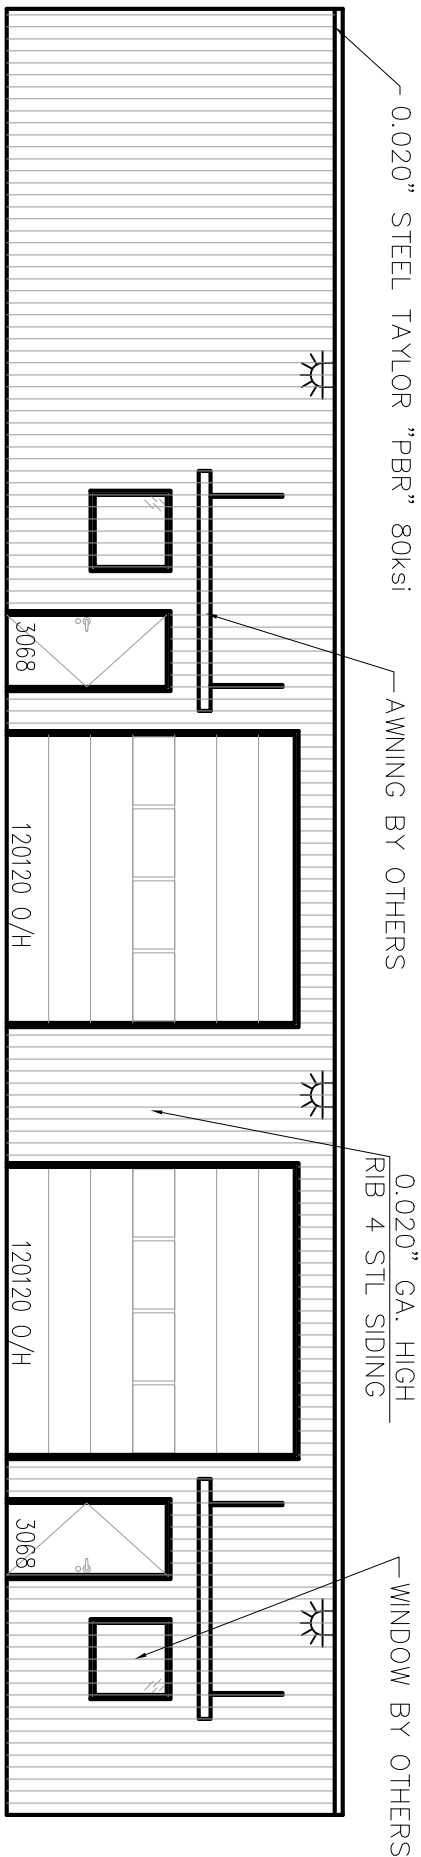 0.020” STEEL TAYLOR ”PBR” 80ksi
AWNING BY OTHERS
0.020” GA. HIGH
RIB 4 STL SIDING
WINDOW BY OTHERS
3068
120120 O/H
120120 O/H
3068